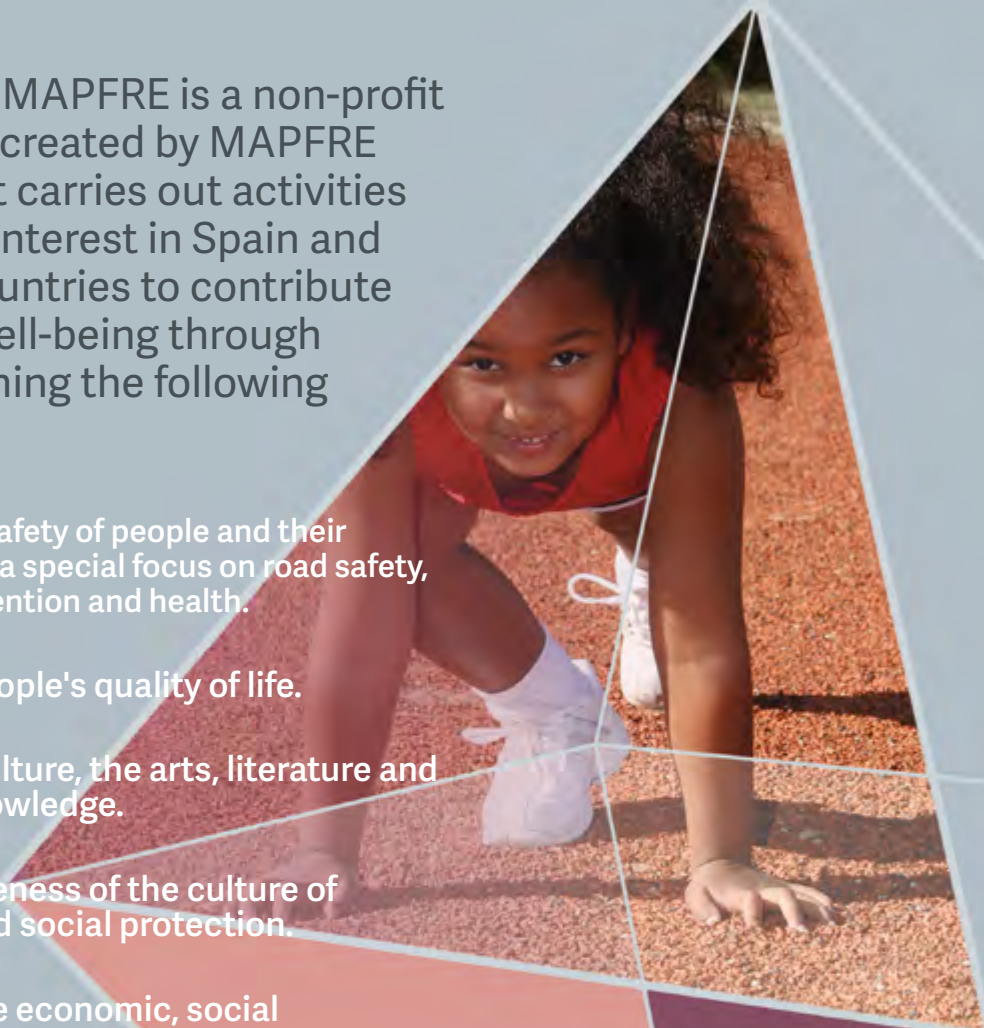 MAPFRE is a non-profit
created by MAPFRE
carries out activities
nterest in Spain and
untries to contribute
ell-being through
ning the following
afety of people and their
a special focus on road safety,
ention and health.
ople's quality of life.
lture, the arts, literature and
wledge.
eness of the culture of
d social protection.
e economic, social